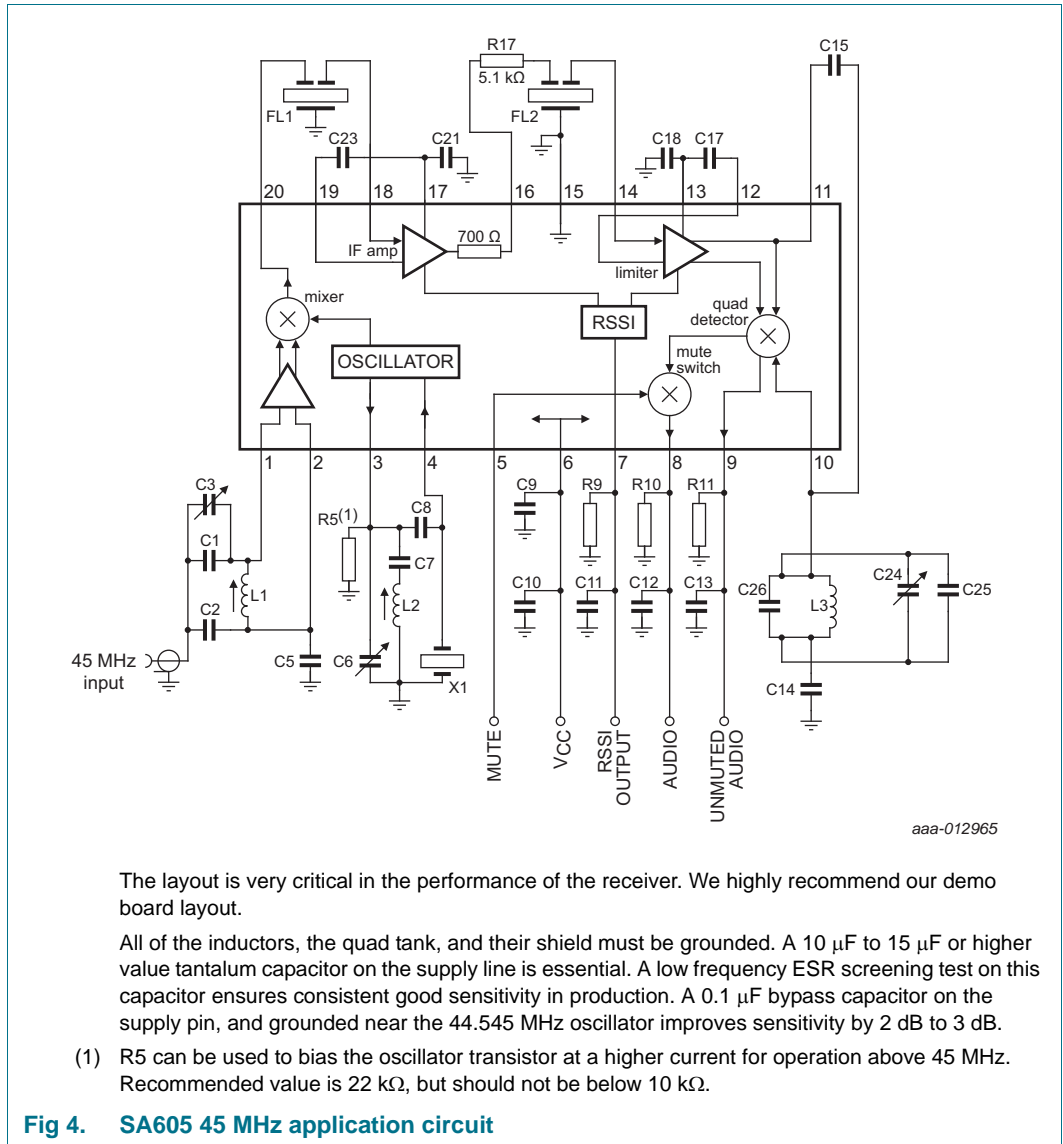 C15
R17
5.1 kΩ
FL1
FL2
C23
C21
C18
C17
20
19
18
17
16
15
14
13
12
11
IF amp
700 Ω
limiter
mixer
RSSI
quad
detector
OSCILLATOR
mute
switch
1
2
3
4
5
6
7
8
9
10
C3
C1
L1
C2
C5
45 MHz
input
R5(1)
C8
C7
L2
C6
X1
C9
R9
R10
R11
C10
C11
C12
C13
C26
L3
C24
C25
C14
MUTE
VCC
RSSI
OUTPUT
AUDIO
UNMUTED
AUDIO
aaa-012965
The layout is very critical in the performance of the receiver. We highly recommend our demo
board layout.
All of the inductors, the quad tank, and their shield must be grounded. A 10 μF to 15 μF or higher
value tantalum capacitor on the supply line is essential. A low frequency ESR screening test on this
capacitor ensures consistent good sensitivity in production. A 0.1 μF bypass capacitor on the
supply pin, and grounded near the 44.545 MHz oscillator improves sensitivity by 2 dB to 3 dB.
(1) R5 can be used to bias the oscillator transistor at a higher current for operation above 45 MHz.
Recommended value is 22 kΩ, but should not be below 10 kΩ.
Fig 4. SA605 45 MHz application circuit